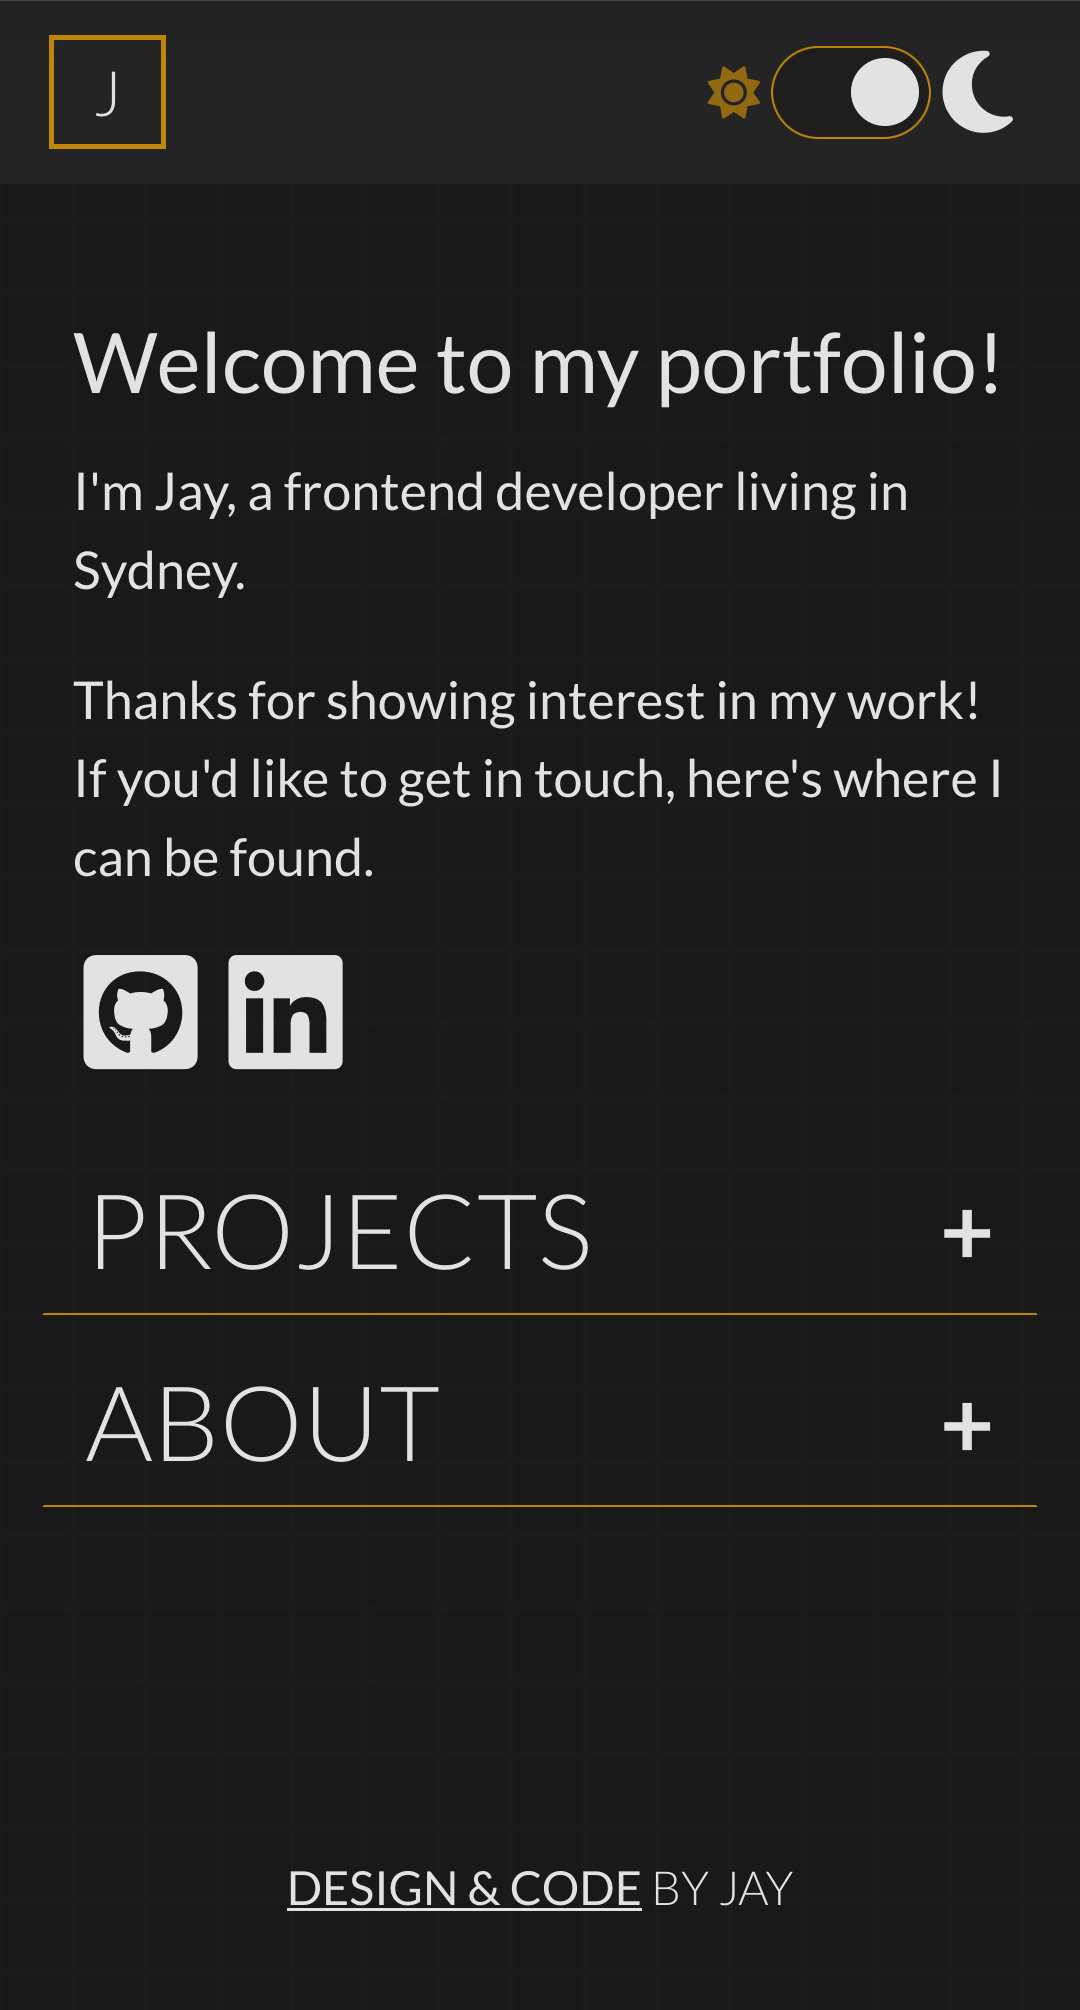 J
Welcome to my portfolio!
I'm Jay, a frontend developer living in
Sydney.
Thanks for showing interest in my work!
If you'd like to get in touch, here's where I
can be found.
in
PROJECTS +
ABOUT +
DESIGN & CODE BY JAY